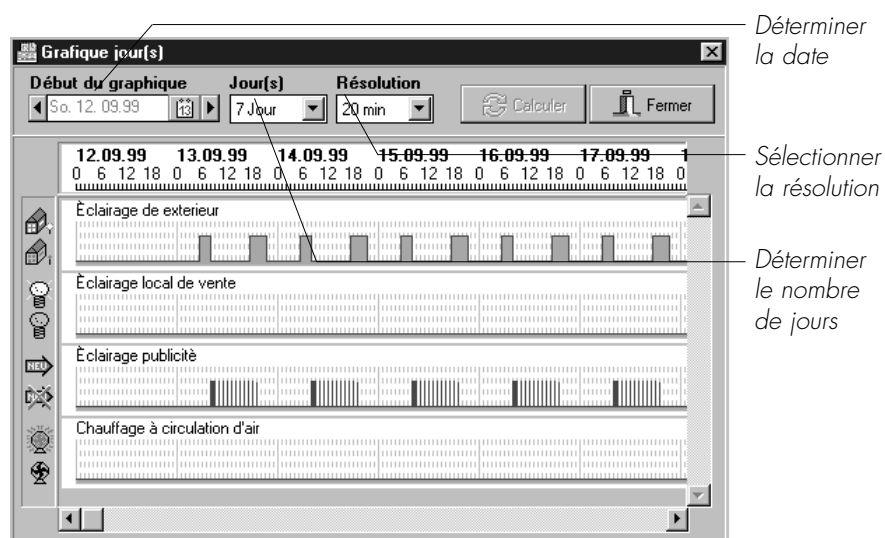 Déterminer
la date
Grafique jour(s)
Début du graphique Jour(s) Résolution
So. 12. 09.99 13 7 Jour 20 min Calculer Fermer
12.09.99 13.09.99 14.09.99 15.09.99 16.09.99 17.09.99 1
0 6 12 18 0 6 12 18 0 6 12 18 0 6 12 18 0 6 12 18 0 6 12 18 0
Sélectionner
la résolution
Èclairage de exterieur
Déterminer
le nombre
de jours
Èclairage local de vente
Èclairage publicitè
NEU
Chauffage à circulation d'air